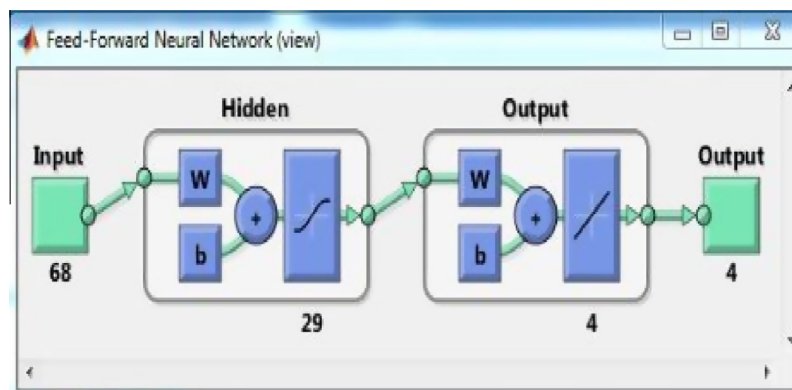 Feed-Forward Neural Network (view)
Hidden
Output
Input
Output
W
+
W
+
b
b
68
4
29
4